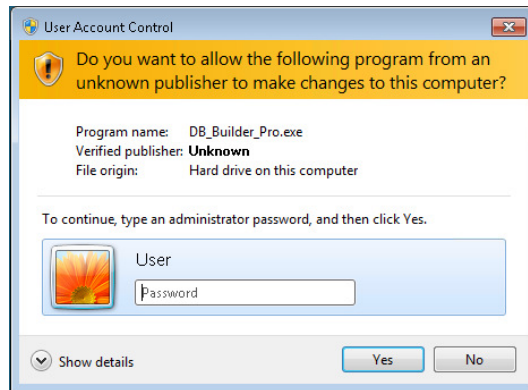 User Account Control
Do you want to allow the following program from an
unknown publisher to make changes to this computer?
Program name: DB_Builder_Pro.exe
Verified publisher: Unknown
File origin: Hard drive on this computer
To continue, type an administrator password, and then click Yes.
User
Password
Show details
Yes
No